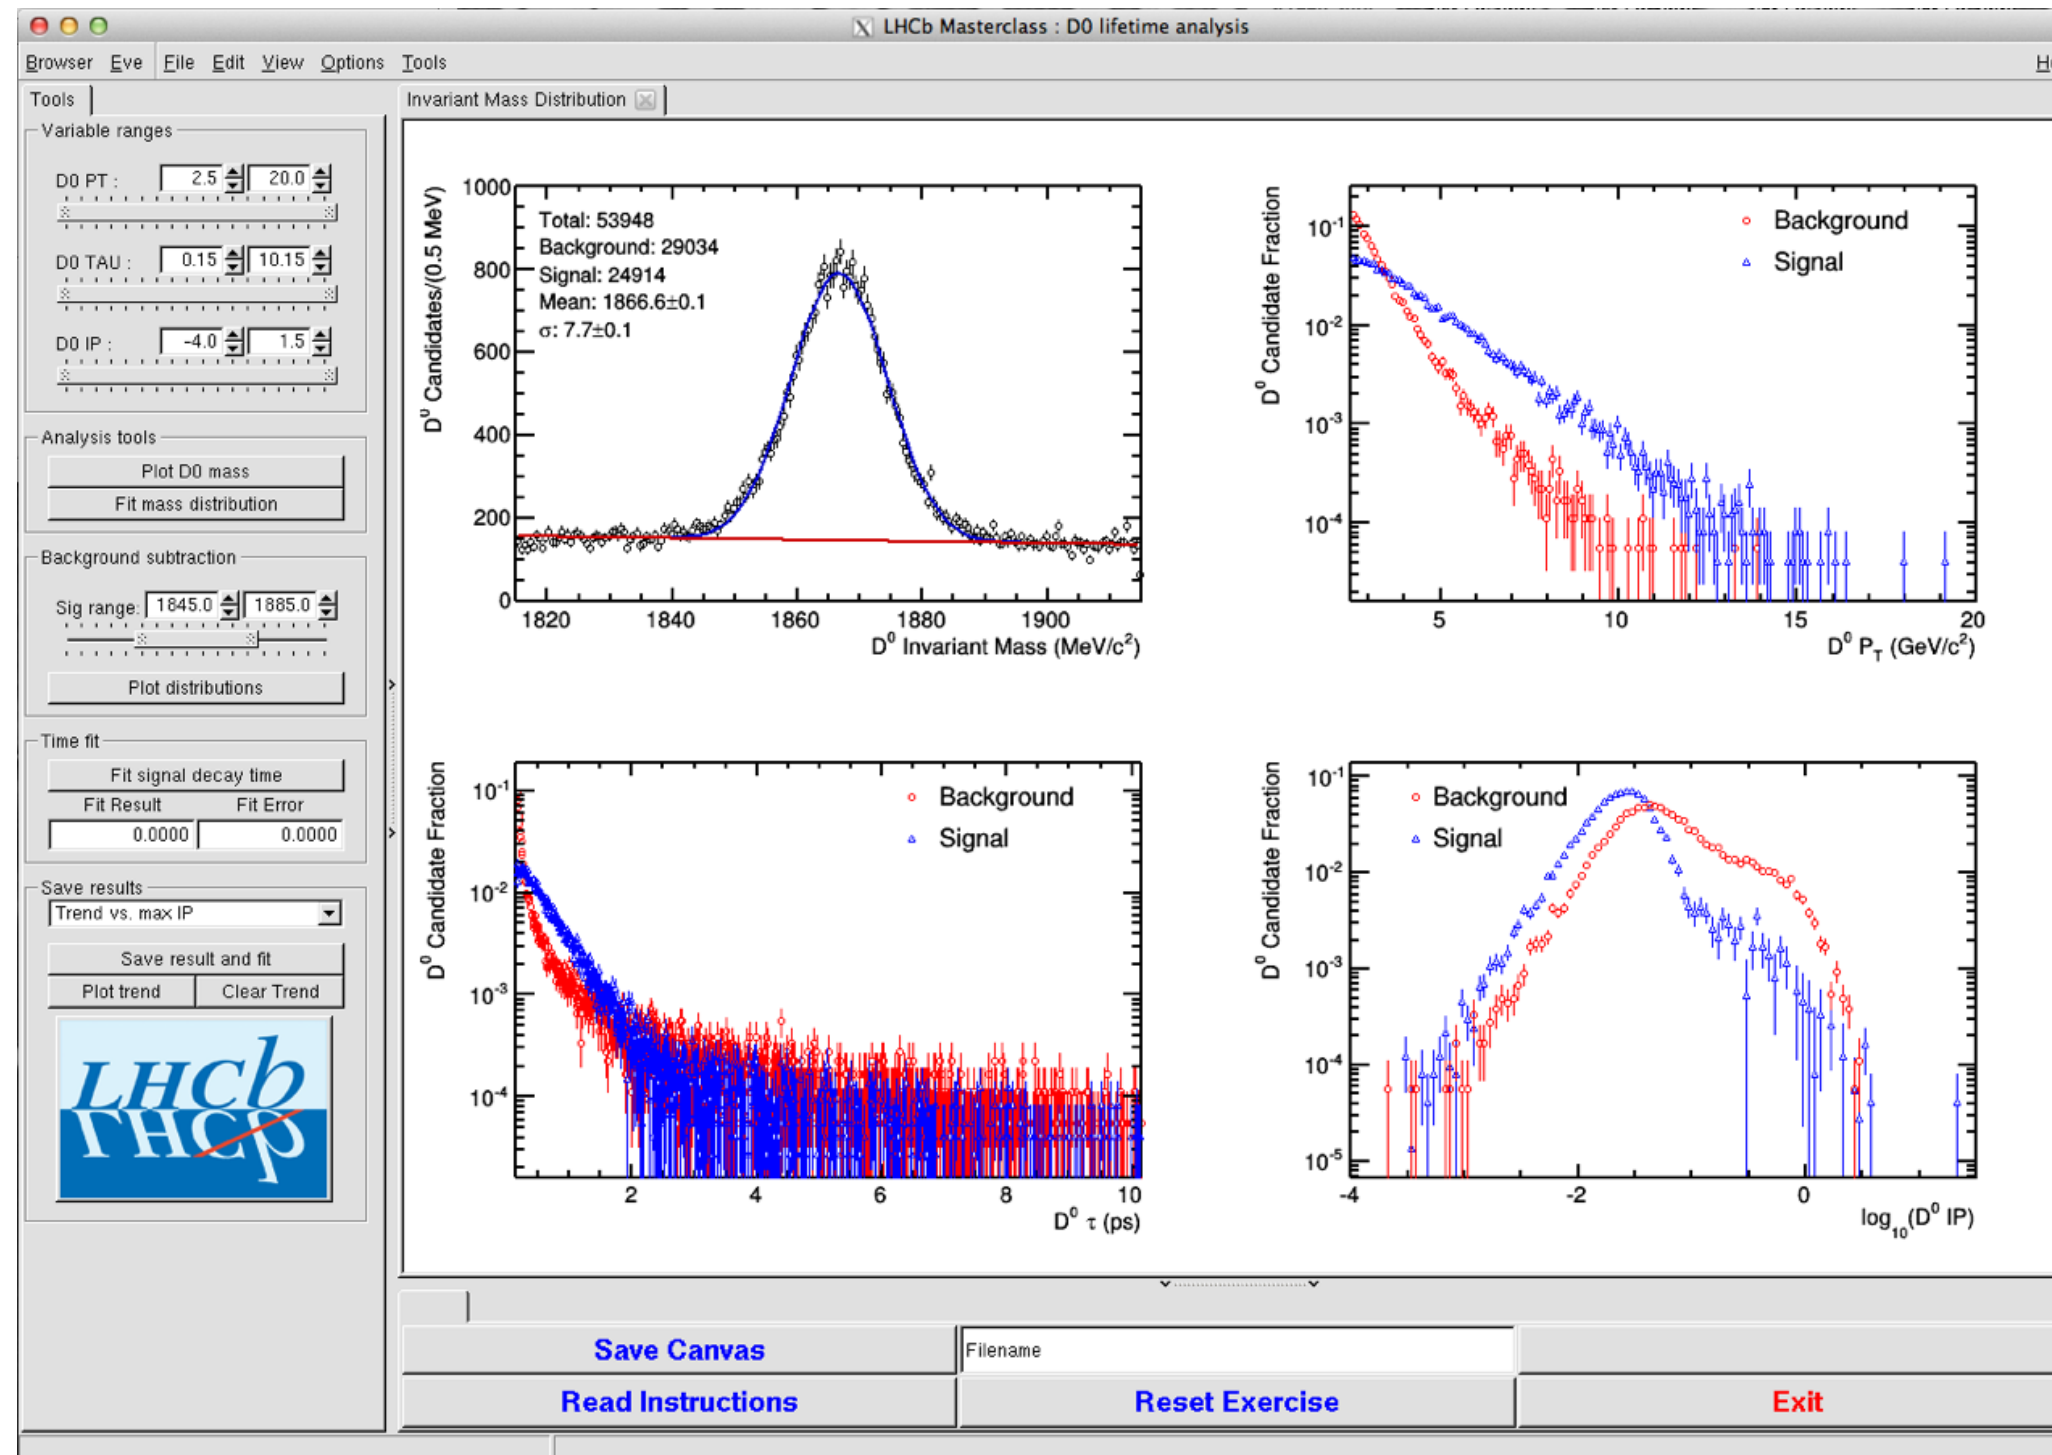 LHCb Masterclass : D0 lifetime analysis
Browser Eve File Edit View Options Tools
Tools
Variable ranges
D0 PT : 2.5 20.0
D0 TAU : 0.15 10.15
D0 IP : -4.0 1.5
Analysis tools
Plot D0 mass
Fit mass distribution
Background subtraction
Sig range: 1845.0 1885.0
Plot distributions
Time fit
Fit signal decay time
Fit Result Fit Error
0.0000 0.0000
Save results
Trend vs. max IP
Save result and fit
Plot trend Clear Trend
LHCb
LHCb
Invariant Mass Distribution
D⁰ Candidates/(0.5 MeV)
1000
800
600
400
200
0
Total: 53948
Background: 29034
Signal: 24914
Mean: 1866.6±0.1
σ: 7.7±0.1
1820 1840 1860 1880 1900
D⁰ Invariant Mass (MeV/c²)
D⁰ Candidate Fraction
10⁻¹
10⁻²
10⁻³
10⁻⁴
Background
Signal
5 10 15 20
D⁰ P_T (GeV/c²)
D⁰ Candidate Fraction
10⁻¹
10⁻²
10⁻³
10⁻⁴
Background
Signal
2 4 6 8 10
D⁰ τ (ps)
D⁰ Candidate Fraction
10⁻¹
10⁻²
10⁻³
10⁻⁴
10⁻⁵
Background
Signal
-4 -2 0
log₁₀(D⁰ IP)
Save Canvas Filename
Read Instructions Reset Exercise Exit